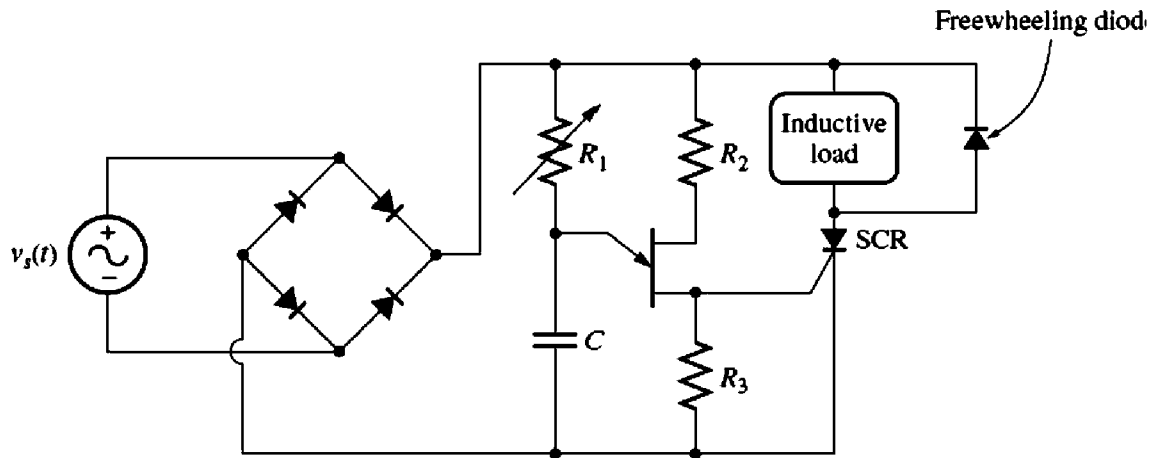 Freewheeling diod
R1
R2
Inductive
load
+
vs(t)
−
SCR
C
R3